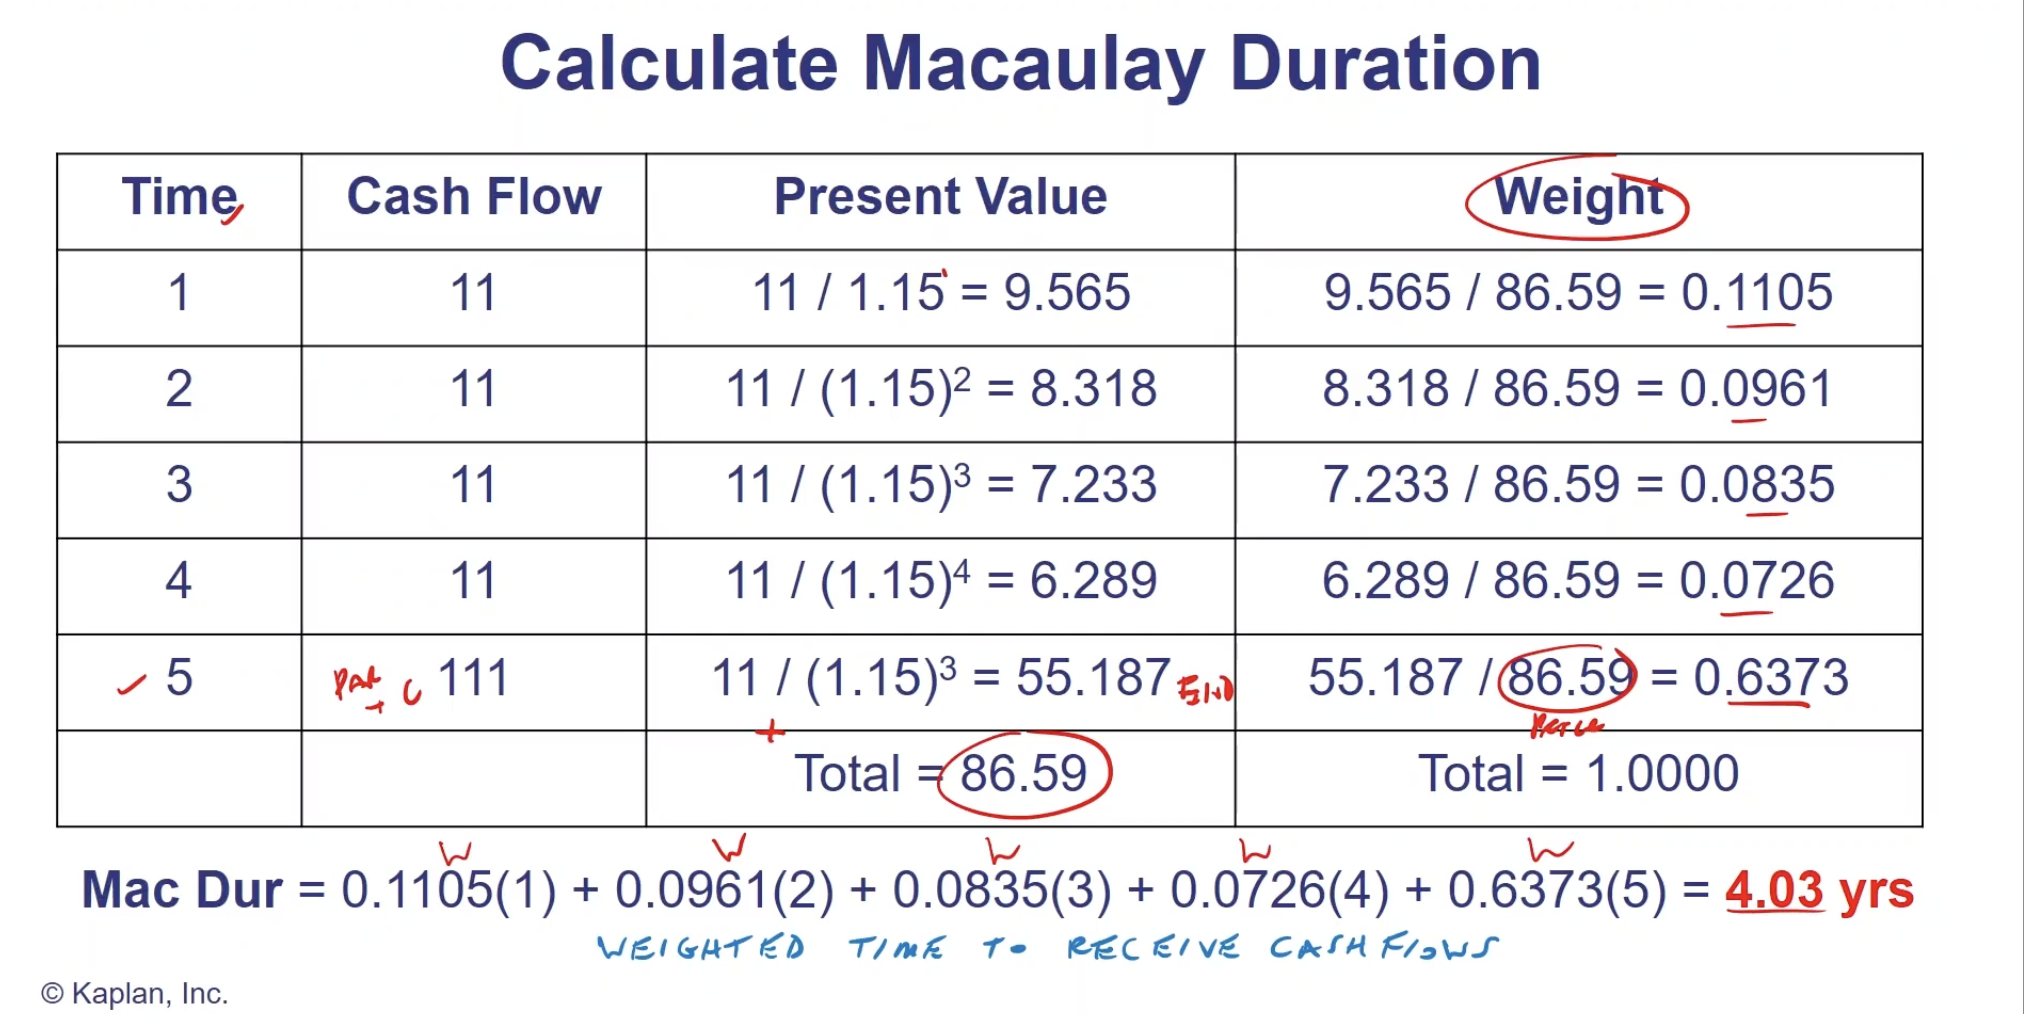 Calculate Macaulay Duration
Time Cash Flow Present Value Weight
1 11 11 / 1.15 = 9.565 9.565 / 86.59 = 0.1105
2 11 11 / (1.15)² = 8.318 8.318 / 86.59 = 0.0961
3 11 11 / (1.15)³ = 7.233 7.233 / 86.59 = 0.0835
4 11 11 / (1.15)⁴ = 6.289 6.289 / 86.59 = 0.0726
5 PAR + C 111 11 / (1.15)³ = 55.187 END 55.187 / 86.59 = 0.6373
+
Total = 86.59 Total = 1.0000
W W W W W
Mac Dur = 0.1105(1) + 0.0961(2) + 0.0835(3) + 0.0726(4) + 0.6373(5) = 4.03 yrs
WEIGHTED TIME TO RECEIVE CASH FLOWS
© Kaplan, Inc.